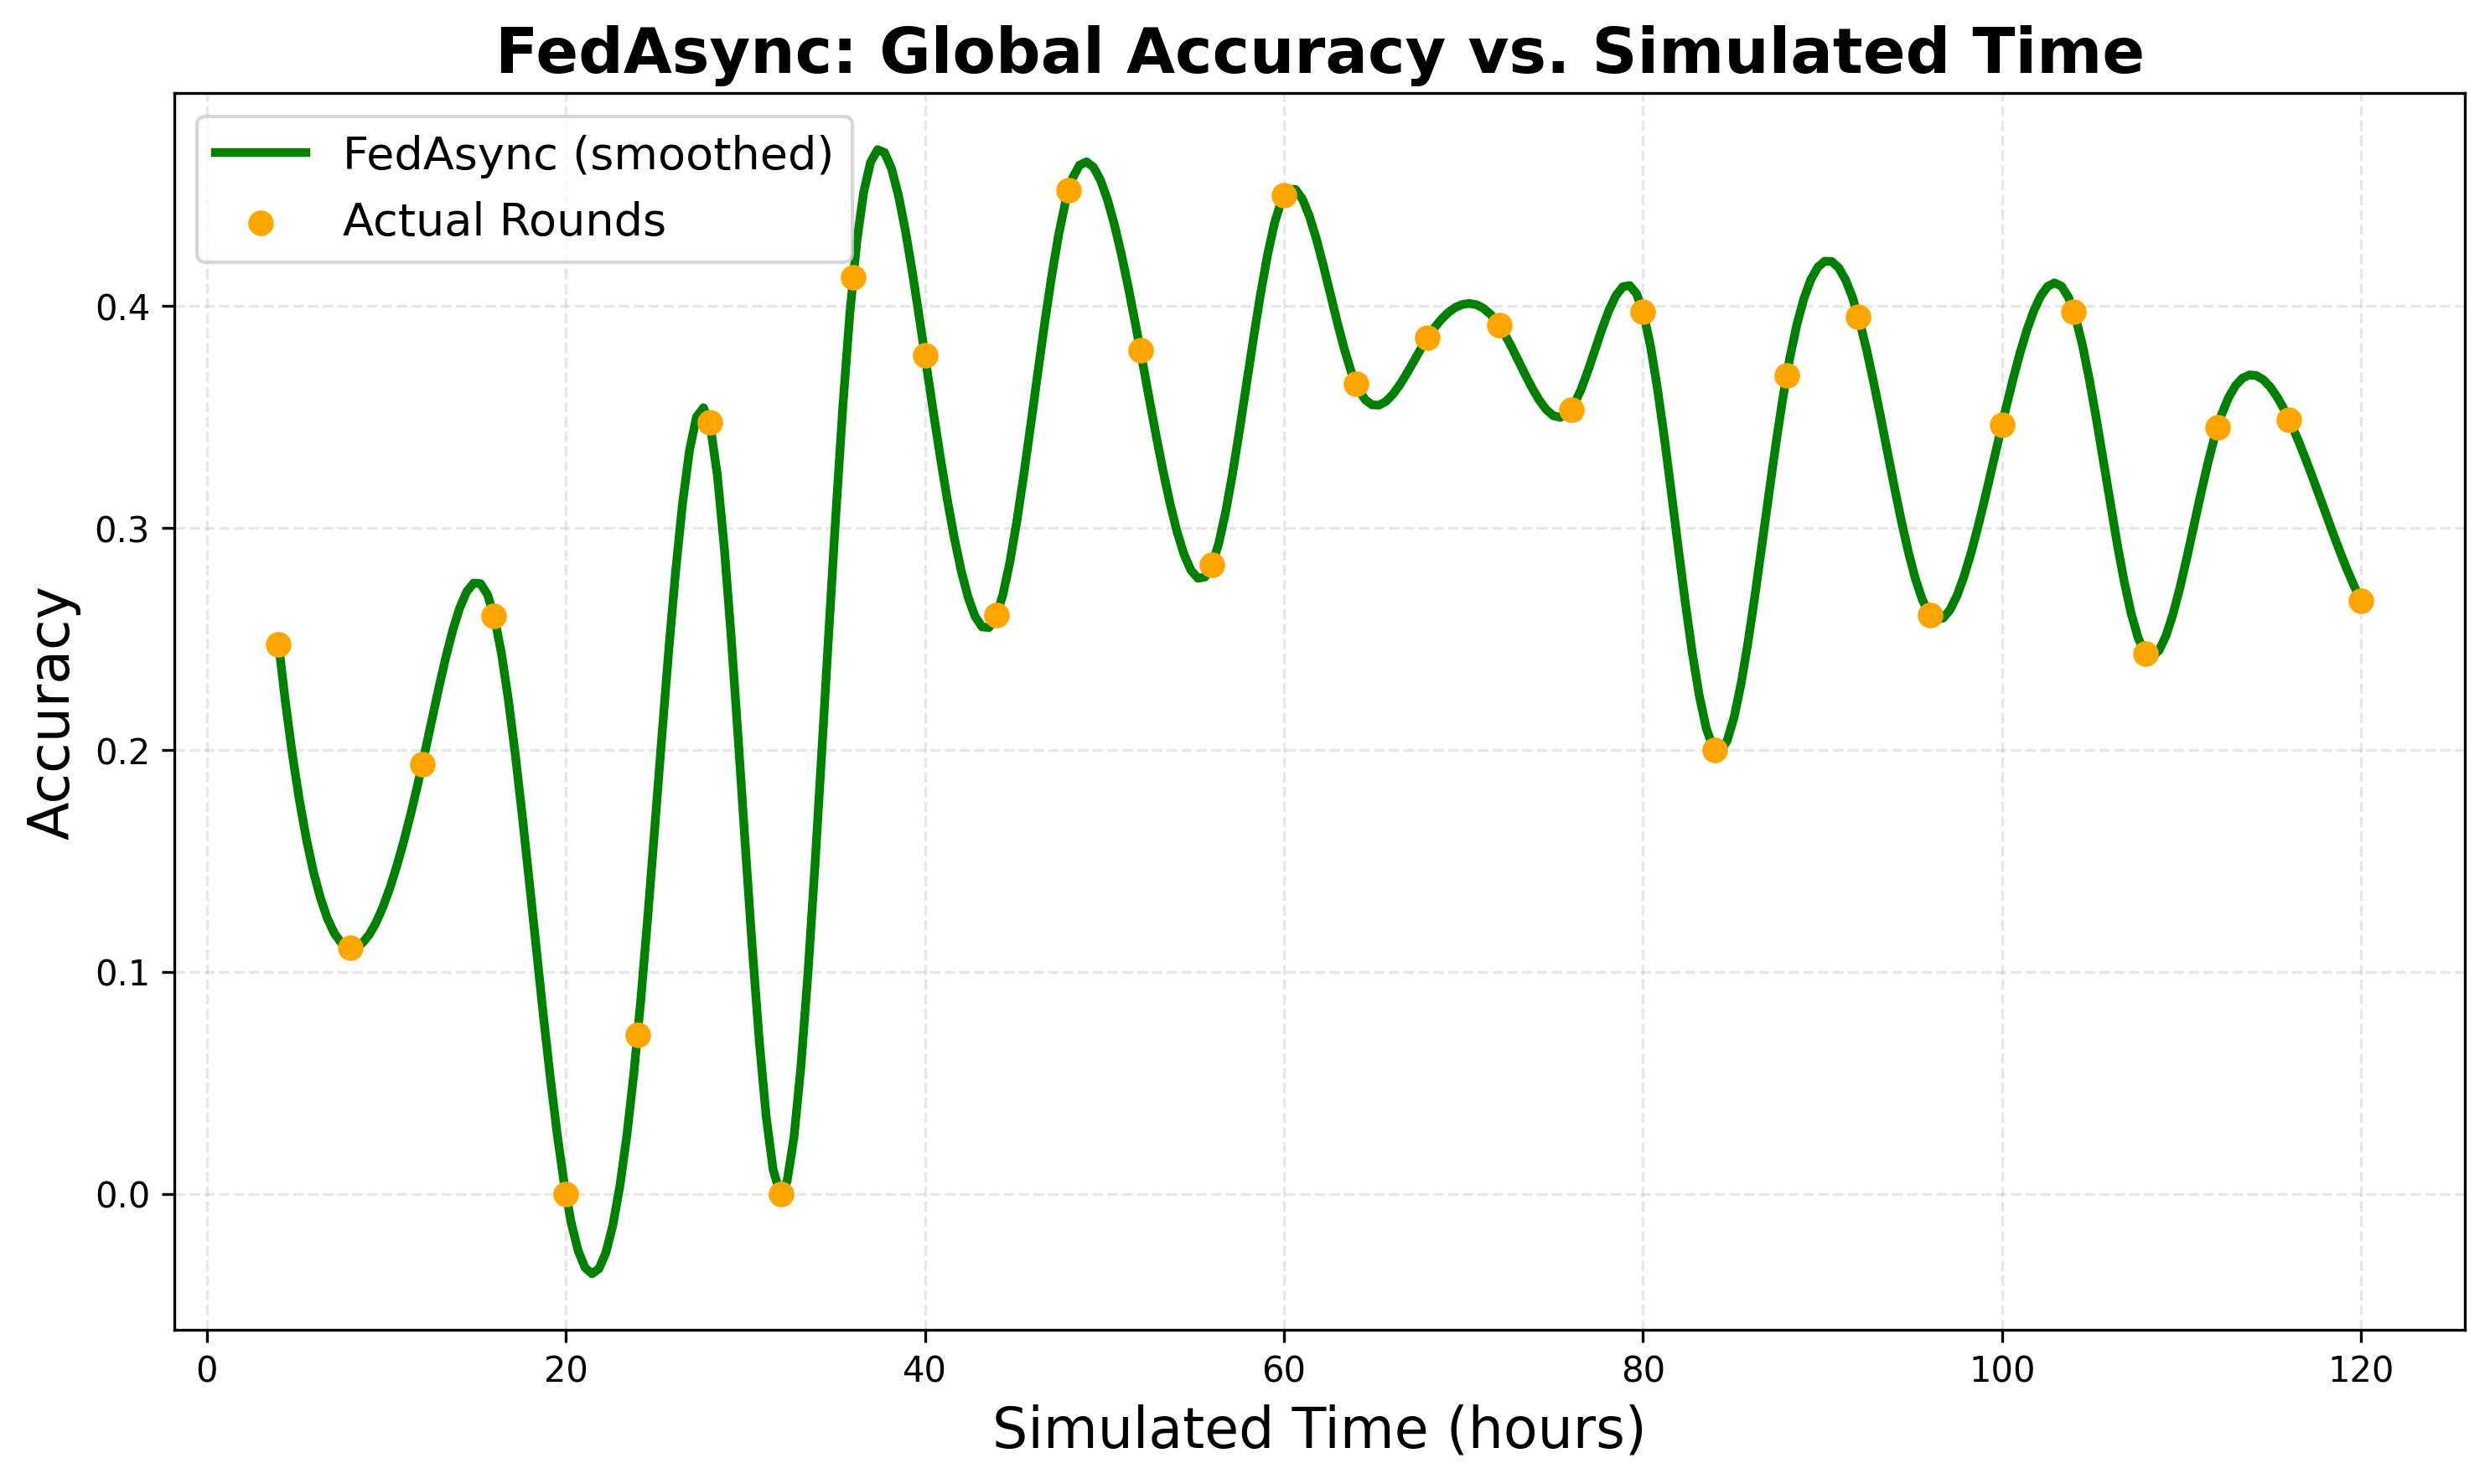 FedAsync: Global Accuracy vs. Simulated Time
FedAsync (smoothed)
Actual Rounds
Accuracy
0.4
0.3
0.2
0.1
0.0
0 20 40 60 80 100 120
Simulated Time (hours)